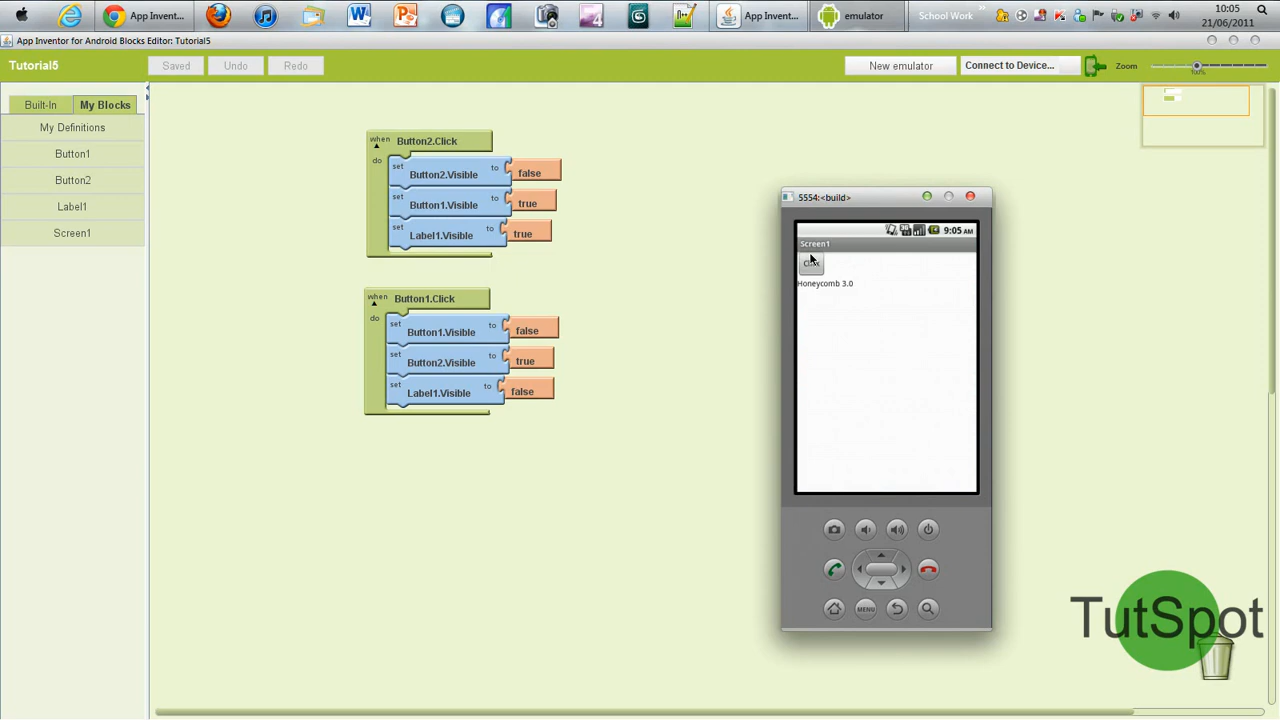 App Invent...
App Invent...
emulator
School Work
»
10:05
21/06/2011
App Inventor for Android Blocks Editor: Tutorial5
Tutorial5
Saved
Undo
Redo
New emulator
Connect to Device...
Zoom
100%
Built-In
My Blocks
My Definitions
Button1
Button2
Label1
Screen1
when Button2.Click
do
set Button2.Visible to false
set Button1.Visible to true
set Label1.Visible to true
when Button1.Click
do
set Button1.Visible to false
set Button2.Visible to true
set Label1.Visible to false
5554:<build>
9:05 AM
Screen1
Honeycomb 3.0
MENU
TutSpot